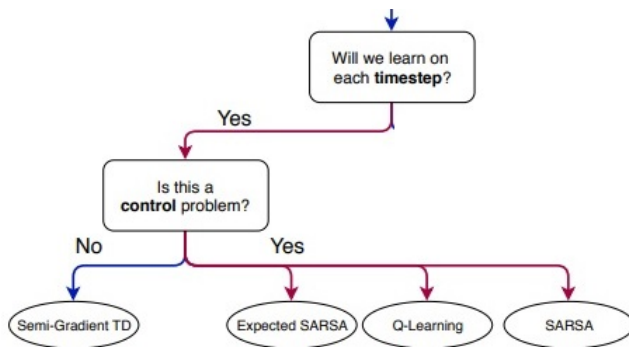 Will we learn on
each timestep?
Yes
Is this a
control problem?
No
Yes
Semi-Gradient TD
Expected SARSA
Q-Learning
SARSA